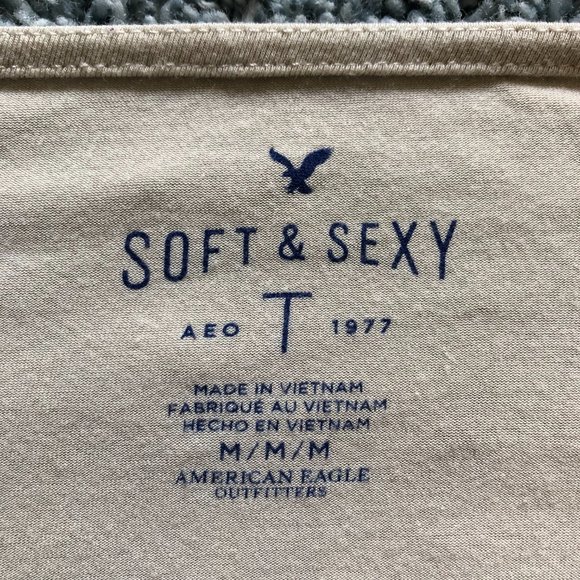 SOFT & SEXY
AEO T 1977
MADE IN VIETNAM
FABRIQUÉ AU VIETNAM
HECHO EN VIETNAM
M/M/M
AMERICAN EAGLE
OUTFITTERS